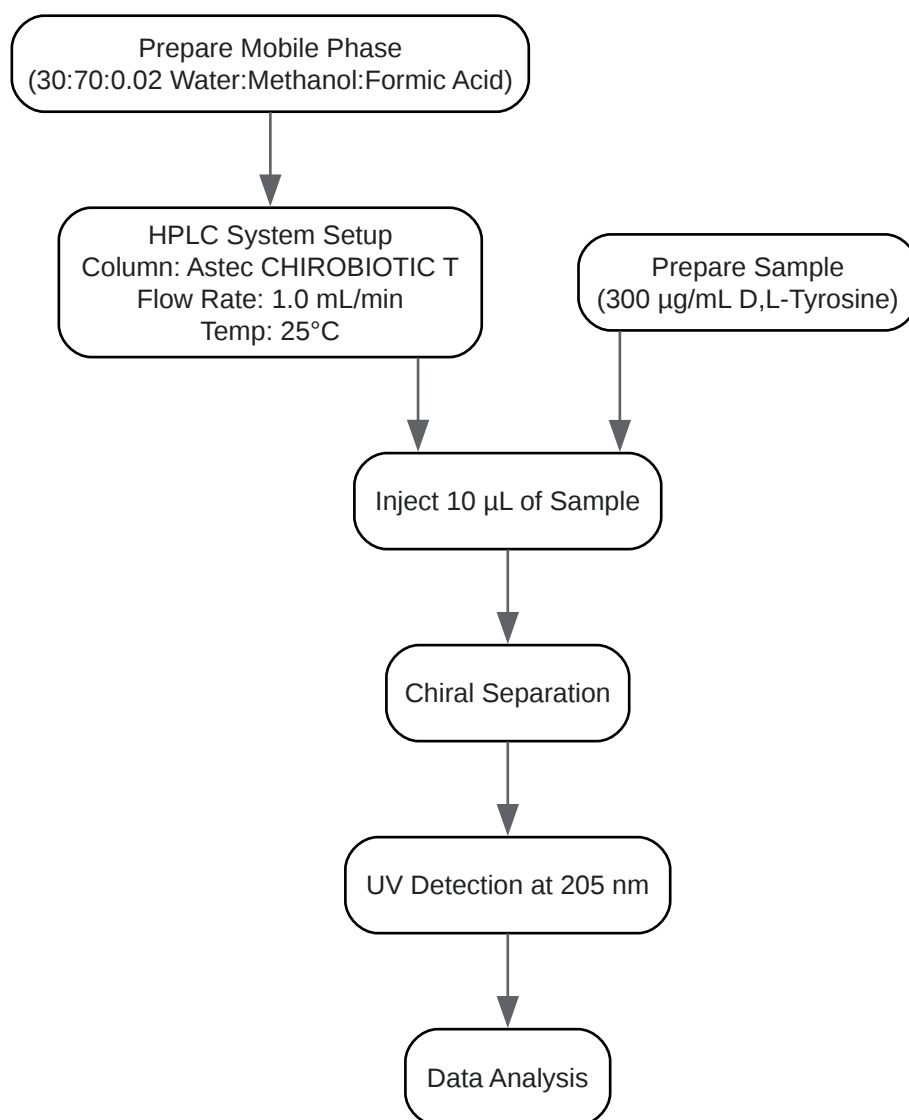 Prepare Mobile Phase
(30:70:0.02 Water:Methanol:Formic Acid)
HPLC System Setup
Column: Astec CHIROBIOTIC T
Flow Rate: 1.0 mL/min
Temp: 25°C
Prepare Sample
(300 µg/mL D,L-Tyrosine)
Inject 10 µL of Sample
Chiral Separation
UV Detection at 205 nm
Data Analysis